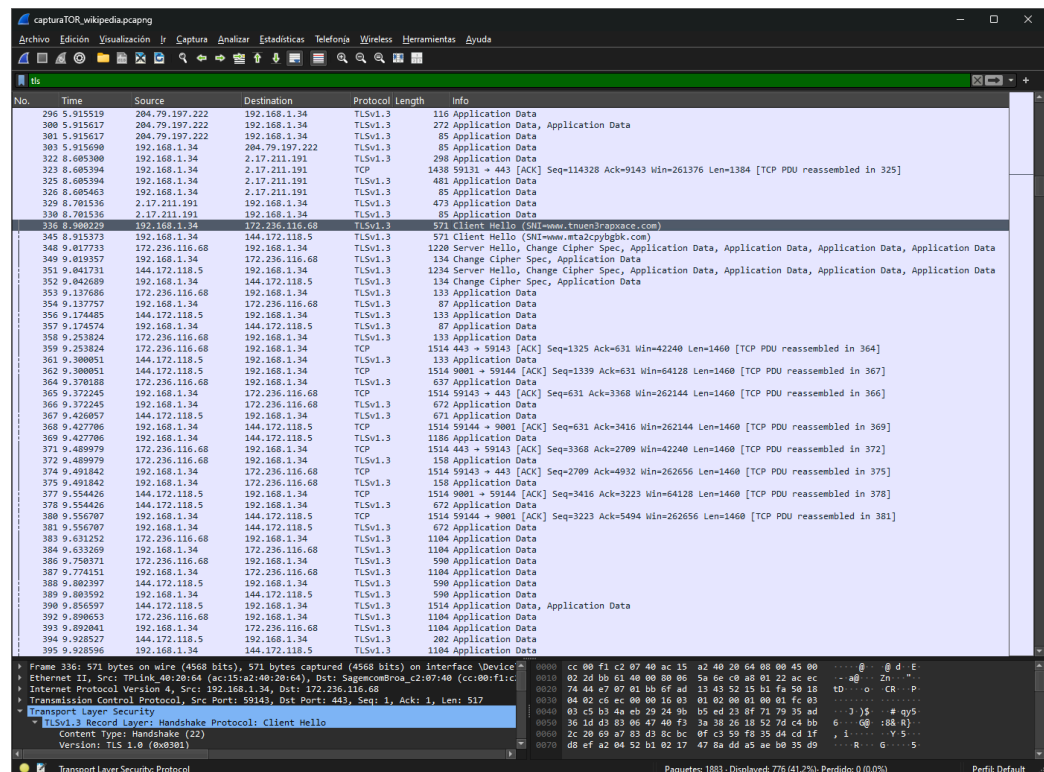 capturaTOR_wikipedia.pcapng
Archivo Edición Visualización Ir Captura Analizar Estadísticas Telefonía Wireless Herramientas Ayuda
tls
No. Time Source Destination Protocol Length Info
296 5.915519 204.79.197.222 192.168.1.34 TLSv1.3 116 Application Data
300 5.915617 204.79.197.222 192.168.1.34 TLSv1.3 272 Application Data, Application Data
301 5.915617 204.79.197.222 192.168.1.34 TLSv1.3 85 Application Data
303 5.915690 192.168.1.34 204.79.197.222 TLSv1.3 85 Application Data
322 8.605300 192.168.1.34 2.17.211.191 TLSv1.3 298 Application Data
323 8.605394 192.168.1.34 2.17.211.191 TCP 1438 59131 → 443 [ACK] Seq=114328 Ack=9143 Win=261376 Len=1384 [TCP PDU reassembled in 325]
325 8.605394 192.168.1.34 2.17.211.191 TLSv1.3 481 Application Data
326 8.605463 192.168.1.34 2.17.211.191 TLSv1.3 85 Application Data
329 8.701536 2.17.211.191 192.168.1.34 TLSv1.3 473 Application Data
330 8.701536 2.17.211.191 192.168.1.34 TLSv1.3 85 Application Data
336 8.900229 192.168.1.34 172.236.116.68 TLSv1.3 571 Client Hello (SNI=www.tnuen3rapxace.com)
345 8.915373 192.168.1.34 144.172.118.5 TLSv1.3 571 Client Hello (SNI=www.mta2cpybgbk.com)
348 9.017733 172.236.116.68 192.168.1.34 TLSv1.3 1220 Server Hello, Change Cipher Spec, Application Data, Application Data, Application Data, Application Data
349 9.019357 192.168.1.34 172.236.116.68 TLSv1.3 134 Change Cipher Spec, Application Data
351 9.041731 144.172.118.5 192.168.1.34 TLSv1.3 1234 Server Hello, Change Cipher Spec, Application Data, Application Data, Application Data, Application Data
352 9.042689 192.168.1.34 144.172.118.5 TLSv1.3 134 Change Cipher Spec, Application Data
353 9.137686 172.236.116.68 192.168.1.34 TLSv1.3 133 Application Data
354 9.137757 192.168.1.34 172.236.116.68 TLSv1.3 87 Application Data
356 9.174485 144.172.118.5 192.168.1.34 TLSv1.3 133 Application Data
357 9.174574 192.168.1.34 144.172.118.5 TLSv1.3 87 Application Data
358 9.253824 172.236.116.68 192.168.1.34 TLSv1.3 133 Application Data
359 9.253824 172.236.116.68 192.168.1.34 TCP 1514 443 → 59143 [ACK] Seq=1325 Ack=631 Win=42240 Len=1460 [TCP PDU reassembled in 364]
361 9.300051 144.172.118.5 192.168.1.34 TLSv1.3 133 Application Data
362 9.300051 144.172.118.5 192.168.1.34 TCP 1514 9001 → 59144 [ACK] Seq=1339 Ack=631 Win=64128 Len=1460 [TCP PDU reassembled in 367]
364 9.370188 172.236.116.68 192.168.1.34 TLSv1.3 637 Application Data
365 9.372245 192.168.1.34 172.236.116.68 TCP 1514 59143 → 443 [ACK] Seq=631 Ack=3368 Win=262144 Len=1460 [TCP PDU reassembled in 366]
366 9.372245 192.168.1.34 172.236.116.68 TLSv1.3 672 Application Data
367 9.426057 144.172.118.5 192.168.1.34 TLSv1.3 671 Application Data
368 9.427706 192.168.1.34 144.172.118.5 TCP 1514 59144 → 9001 [ACK] Seq=631 Ack=3416 Win=262144 Len=1460 [TCP PDU reassembled in 369]
369 9.427706 192.168.1.34 144.172.118.5 TLSv1.3 1186 Application Data
371 9.489979 172.236.116.68 192.168.1.34 TCP 1514 443 → 59143 [ACK] Seq=3368 Ack=2709 Win=42240 Len=1460 [TCP PDU reassembled in 372]
372 9.489979 172.236.116.68 192.168.1.34 TLSv1.3 158 Application Data
374 9.491842 192.168.1.34 172.236.116.68 TCP 1514 59143 → 443 [ACK] Seq=2709 Ack=4932 Win=262656 Len=1460 [TCP PDU reassembled in 375]
375 9.491842 192.168.1.34 172.236.116.68 TLSv1.3 158 Application Data
377 9.554426 144.172.118.5 192.168.1.34 TCP 1514 9001 → 59144 [ACK] Seq=3416 Ack=3223 Win=64128 Len=1460 [TCP PDU reassembled in 378]
378 9.554426 144.172.118.5 192.168.1.34 TLSv1.3 672 Application Data
380 9.556707 192.168.1.34 144.172.118.5 TCP 1514 59144 → 9001 [ACK] Seq=3223 Ack=5494 Win=262656 Len=1460 [TCP PDU reassembled in 381]
381 9.556707 192.168.1.34 144.172.118.5 TLSv1.3 672 Application Data
383 9.631252 172.236.116.68 192.168.1.34 TLSv1.3 1104 Application Data
384 9.633269 192.168.1.34 172.236.116.68 TLSv1.3 1104 Application Data
386 9.750371 172.236.116.68 192.168.1.34 TLSv1.3 590 Application Data
387 9.774151 192.168.1.34 172.236.116.68 TLSv1.3 1104 Application Data
388 9.802397 144.172.118.5 192.168.1.34 TLSv1.3 590 Application Data
389 9.803592 192.168.1.34 144.172.118.5 TLSv1.3 590 Application Data
390 9.856597 144.172.118.5 192.168.1.34 TLSv1.3 1514 Application Data, Application Data
392 9.890653 172.236.116.68 192.168.1.34 TLSv1.3 1104 Application Data
393 9.892041 192.168.1.34 172.236.116.68 TLSv1.3 1104 Application Data
394 9.928527 144.172.118.5 192.168.1.34 TLSv1.3 202 Application Data
395 9.928596 192.168.1.34 144.172.118.5 TLSv1.3 1104 Application Data
Frame 336: 571 bytes on wire (4568 bits), 571 bytes captured (4568 bits) on interface \Device
Ethernet II, Src: TPLink_40:20:64 (ac:15:a2:40:20:64), Dst: SagemcomBroa_c2:07:40 (cc:00:f1:c
Internet Protocol Version 4, Src: 192.168.1.34, Dst: 172.236.116.68
Transmission Control Protocol, Src Port: 59143, Dst Port: 443, Seq: 1, Ack: 1, Len: 517
Transport Layer Security
TLSv1.3 Record Layer: Handshake Protocol: Client Hello
Content Type: Handshake (22)
Version: TLS 1.0 (0x0301)
0000 cc 00 f1 c2 07 40 ac 15 a2 40 20 64 08 00 45 00 ·····@·· ·@ d··E·
0010 02 2d bb 61 40 00 80 06 5a 6e c0 a8 01 22 ac ec ·-·a@··· Zn···"··
0020 74 44 e7 07 01 bb 6f ad 13 43 52 15 b1 fa 50 18 tD····o· ·CR···P·
0030 04 02 c6 ec 00 00 16 03 01 02 00 01 00 01 fc 03
0040 03 c5 b3 4a eb 29 24 9b b5 ed 23 8f 71 79 35 ad ···J·)$· ··#·qy5·
0050 36 1d d3 83 06 47 40 f3 3a 38 26 18 52 7d c4 bb 6····G@· :8&·R}··
0060 2c 20 69 a7 83 d3 8c bc 0f c3 59 f8 35 d4 cd 1f , i····· ··Y·5···
0070 d8 ef a2 04 52 b1 02 17 47 8a dd a5 ae b0 35 d9 ····R··· G·····5·
Transport Layer Security: Protocol
Paquetes: 1883 · Displayed: 776 (41.2%)· Perdido: 0 (0.0%)
Perfil: Default